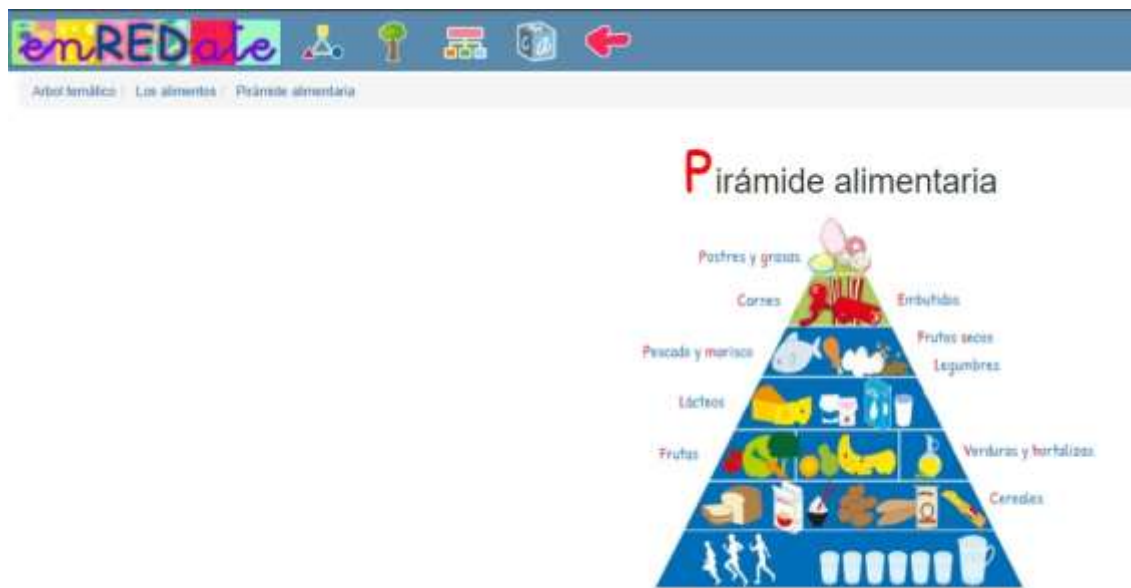 enREDate
Arbol temático / Los alimentos / Pirámide alimentaria
Pirámide alimentaria
Postres y grasas
Carnes
Embutidos
Pescado y marisco
Frutos secos
Legumbres
Lácteos
Frutas
Verduras y hortalizas
Cereales